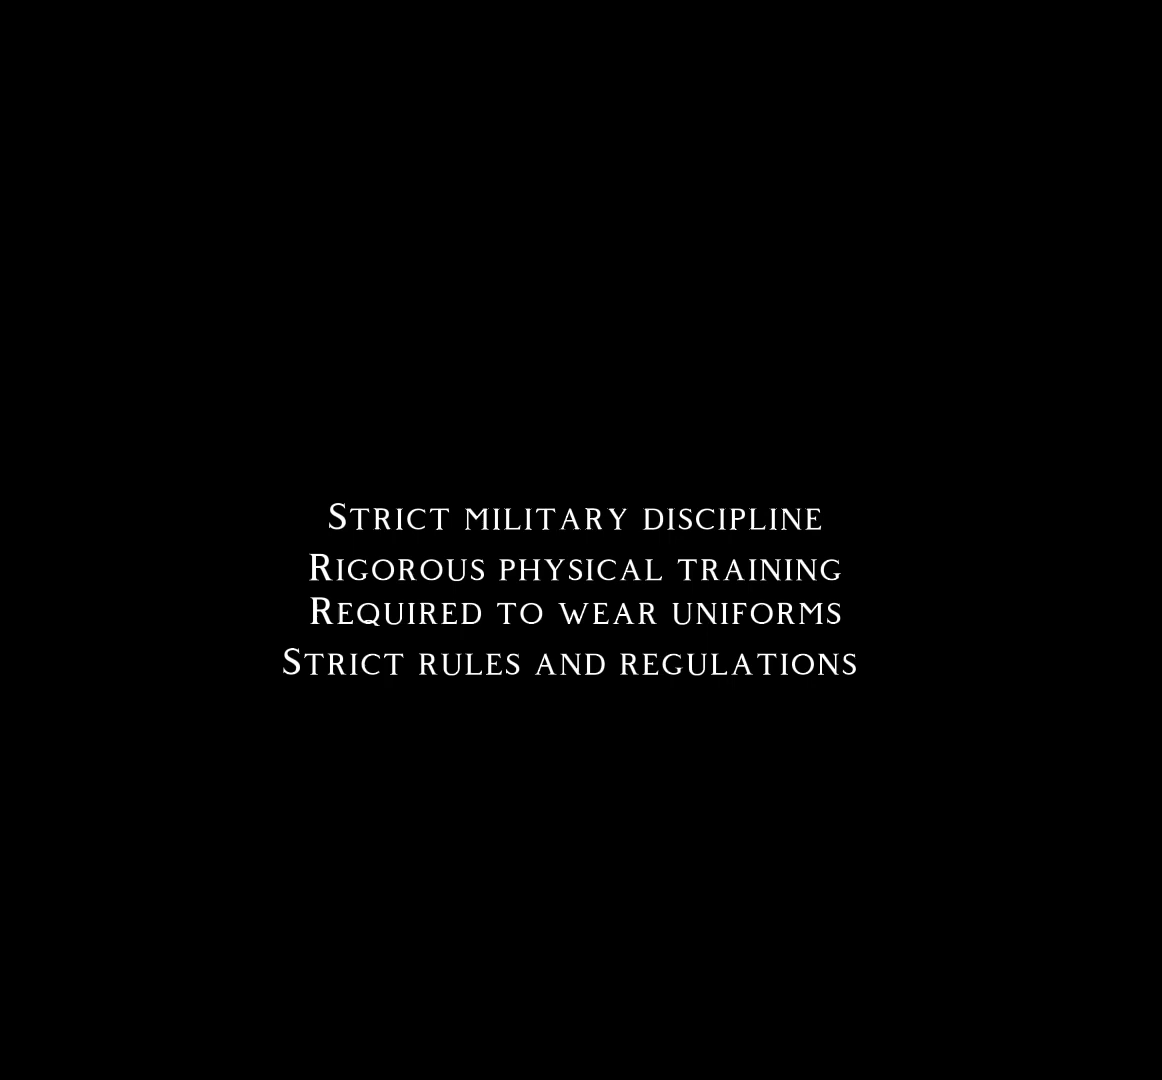 Strict military discipline
Rigorous physical training
Required to wear uniforms
Strict rules and regulations